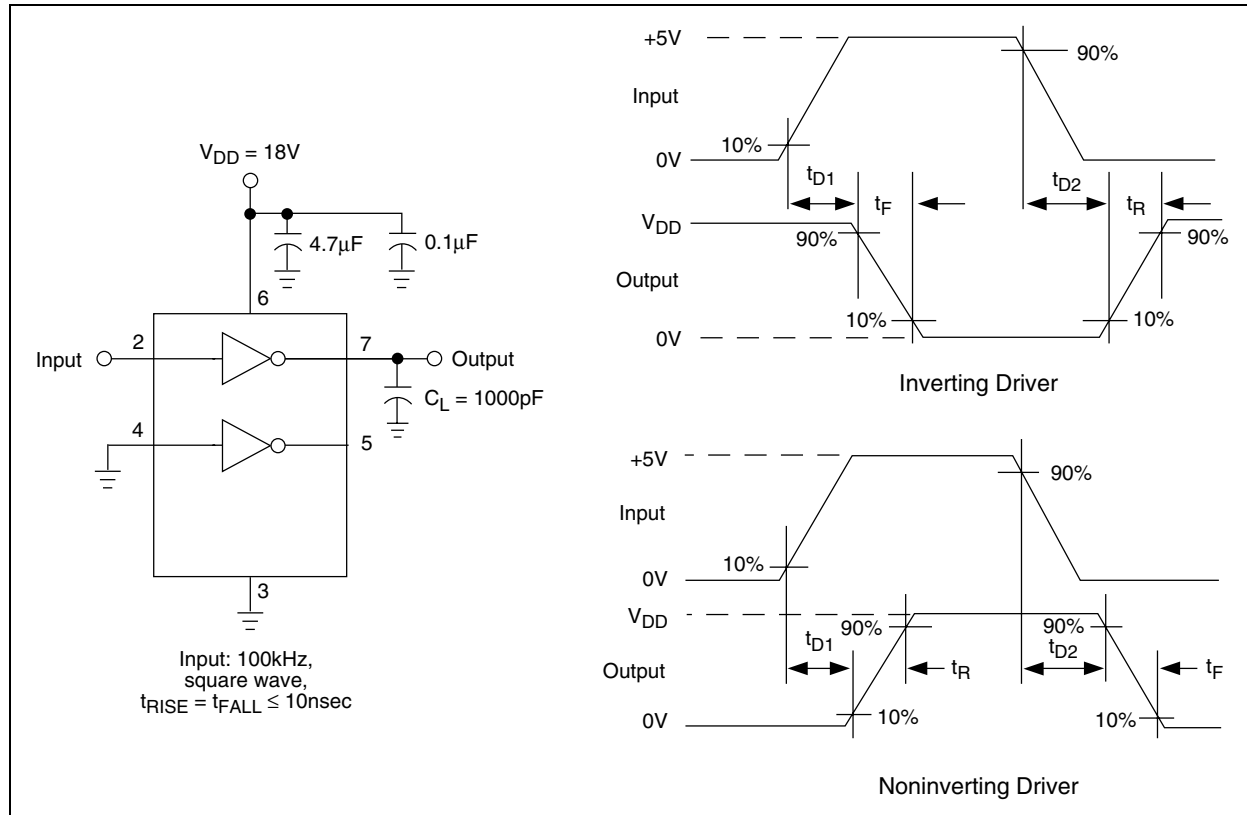 V_DD = 18V
4.7μF
0.1μF
6
Input
2
7
Output
C_L = 1000pF
4
5
3
Input: 100kHz,
square wave,
t_RISE = t_FALL ≤ 10nsec
+5V
90%
Input
10%
0V
t_D1
t_D2
t_F
t_R
V_DD
90%
90%
Output
10%
10%
0V
Inverting Driver
+5V
90%
Input
10%
0V
V_DD
t_D1
90%
90%
t_D2
Output
t_R
t_F
0V
10%
10%
Noninverting Driver